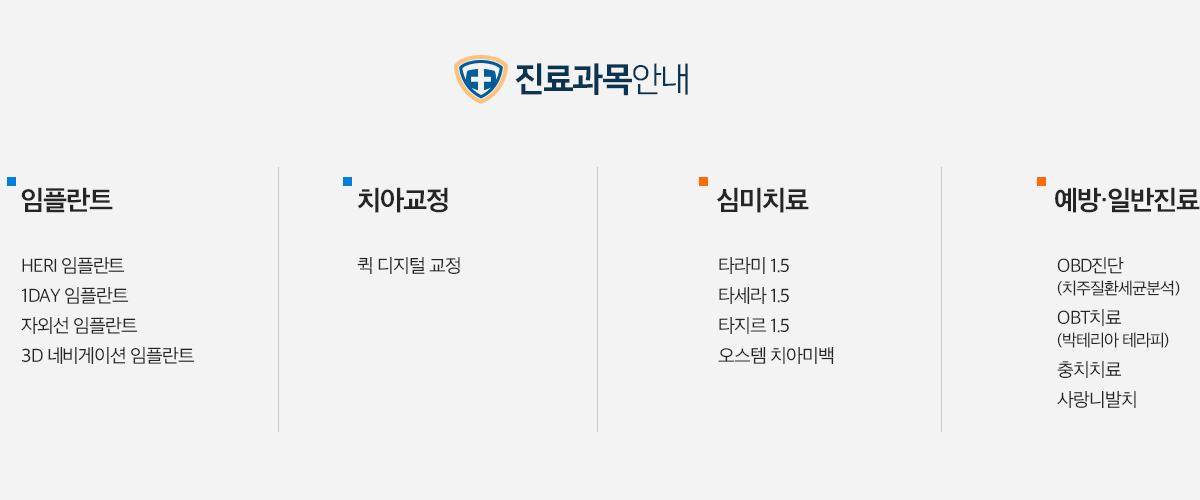 진료과목안내
임플란트
HERI 임플란트
1DAY 임플란트
자외선 임플란트
3D 네비게이션 임플란트
치아교정
퀵 디지털 교정
심미치료
타라미 1.5
타세라 1.5
타지르 1.5
오스템 치아미백
예방·일반진료
OBD진단
(치주질환세균분석)
OBT치료
(박테리아 테라피)
충치치료
사랑니발치